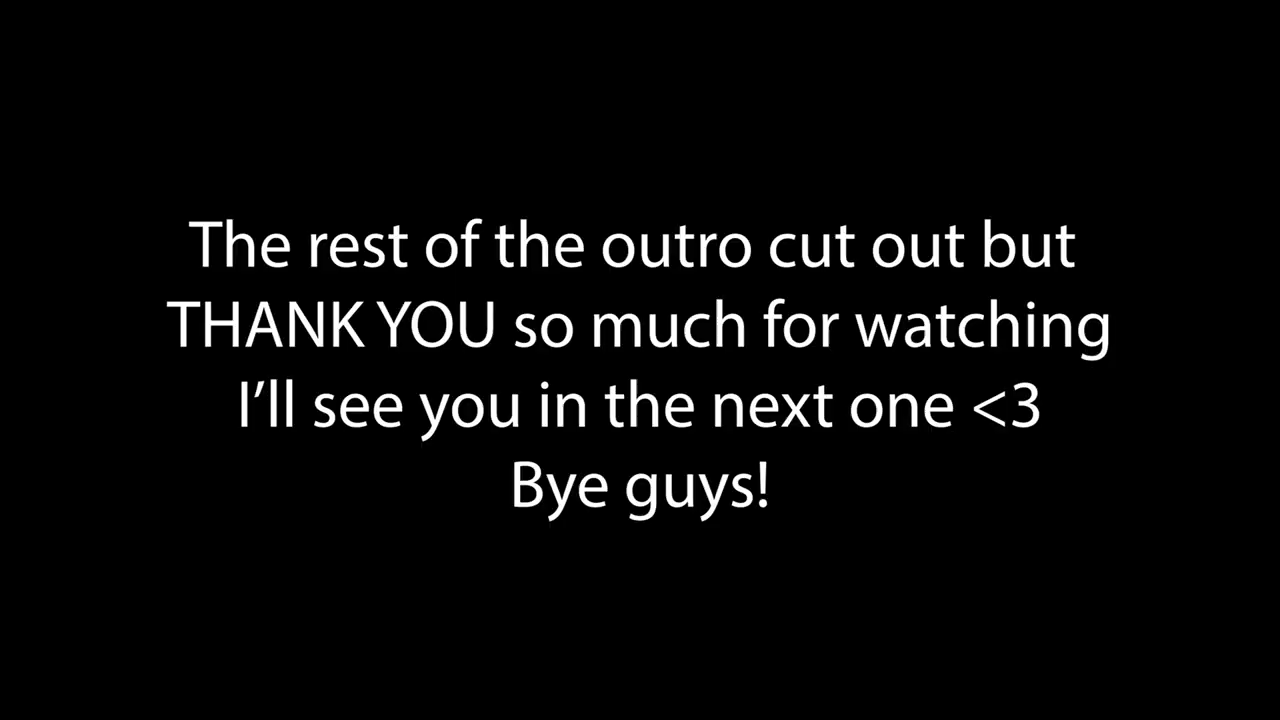 The rest of the outro cut out but
THANK YOU so much for watching
I’ll see you in the next one <3
Bye guys!